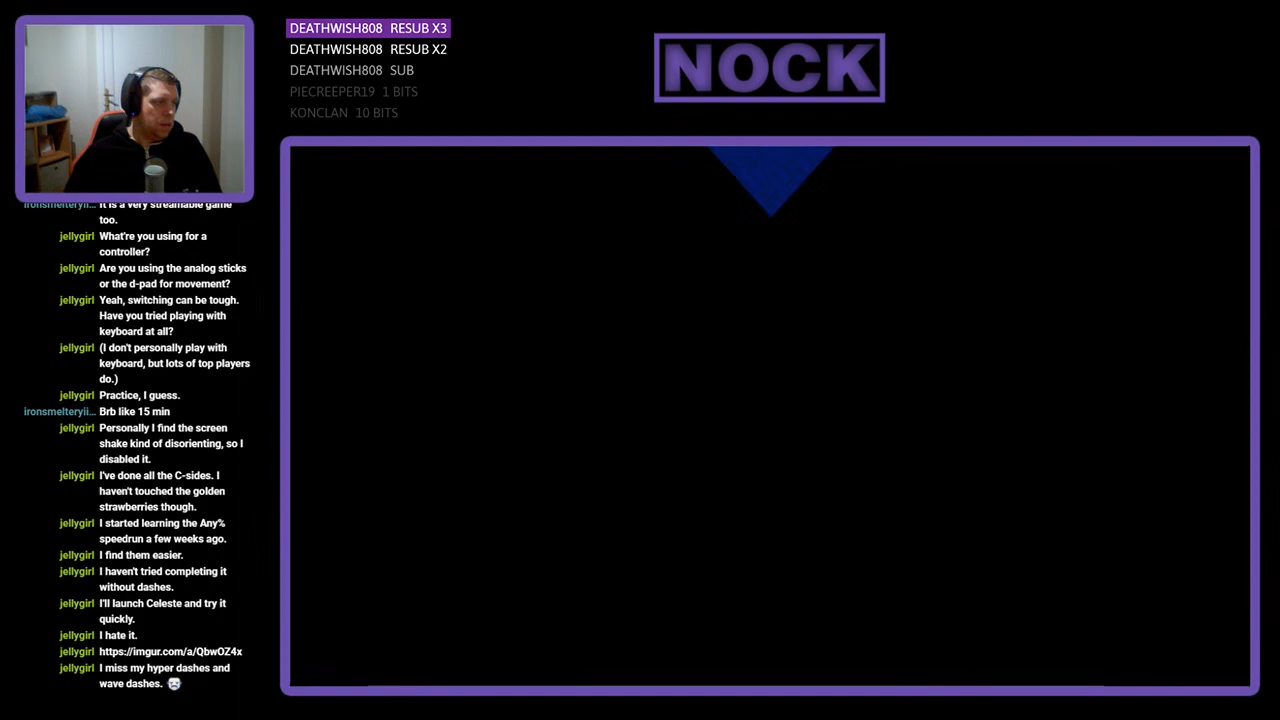 DEATHWISH808 RESUB X3
DEATHWISH808 RESUB X2
DEATHWISH808 SUB
PIECREEPER19 1 BITS
KONCLAN 10 BITS
NOCK
ironsmelteryii... It is a very streamable game
too.
jellygirl What're you using for a
controller?
jellygirl Are you using the analog sticks
or the d-pad for movement?
jellygirl Yeah, switching can be tough.
Have you tried playing with
keyboard at all?
jellygirl (I don't personally play with
keyboard, but lots of top players
do.)
jellygirl Practice, I guess.
ironsmelteryii... Brb like 15 min
jellygirl Personally I find the screen
shake kind of disorienting, so I
disabled it.
jellygirl I've done all the C-sides. I
haven't touched the golden
strawberries though.
jellygirl I started learning the Any%
speedrun a few weeks ago.
jellygirl I find them easier.
jellygirl I haven't tried completing it
without dashes.
jellygirl I'll launch Celeste and try it
quickly.
jellygirl I hate it.
jellygirl https://imgur.com/a/QbwOZ4x
jellygirl I miss my hyper dashes and
wave dashes.